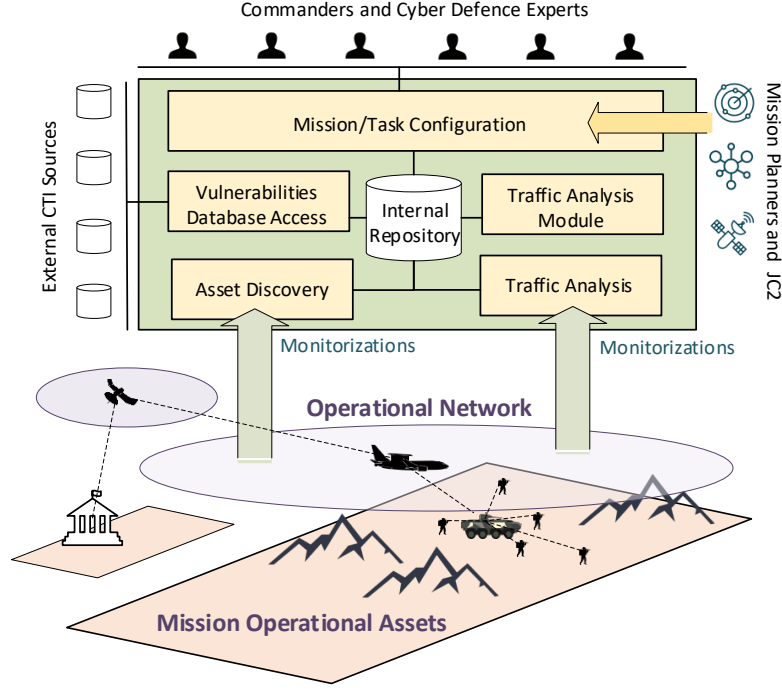 Commanders and Cyber Defence Experts
External CTI Sources
Mission/Task Configuration
Mission Planners and JC2
Vulnerabilities
Database Access
Internal
Repository
Traffic Analysis
Module
Asset Discovery
Traffic Analysis
Monitorizations
Monitorizations
Operational Network
Mission Operational Assets